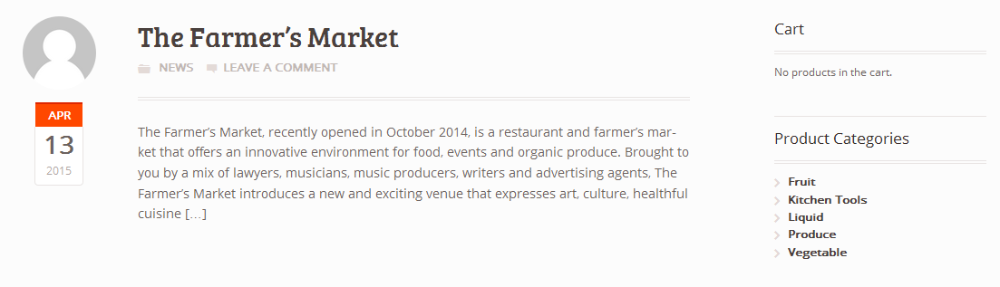 The Farmer’s Market
NEWS LEAVE A COMMENT
APR
13
2015
The Farmer’s Market, recently opened in October 2014, is a restaurant and farmer’s mar-
ket that offers an innovative environment for food, events and organic produce. Brought to
you by a mix of lawyers, musicians, music producers, writers and advertising agents, The
Farmer’s Market introduces a new and exciting venue that expresses art, culture, healthful
cuisine […]
Cart
No products in the cart.
Product Categories
Fruit
Kitchen Tools
Liquid
Produce
Vegetable